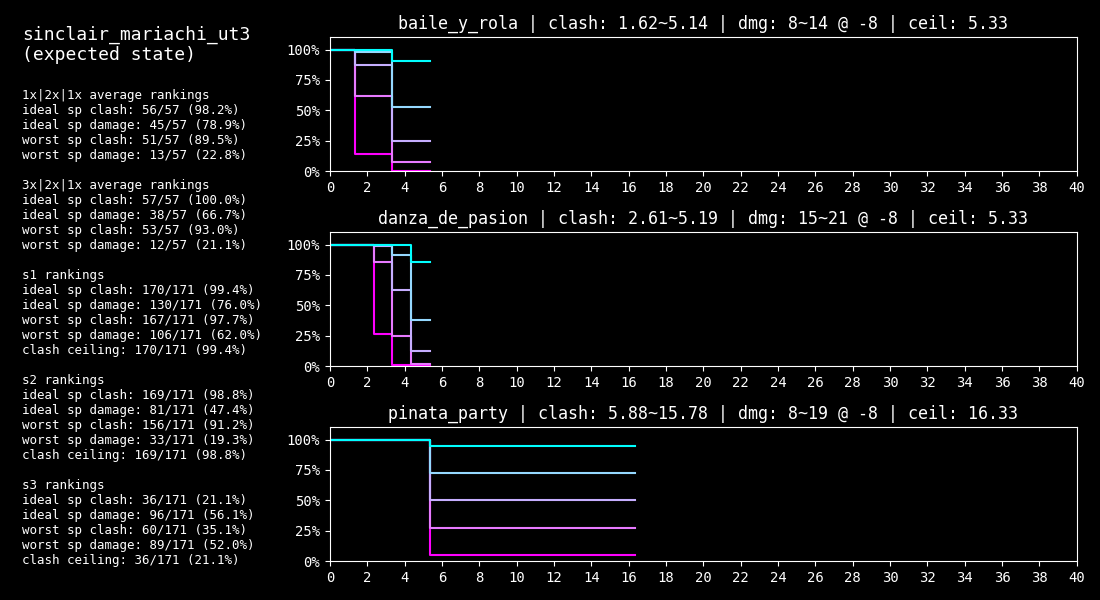 sinclair_mariachi_ut3
(expected state)
1x|2x|1x average rankings
ideal sp clash: 56/57 (98.2%)
ideal sp damage: 45/57 (78.9%)
worst sp clash: 51/57 (89.5%)
worst sp damage: 13/57 (22.8%)
3x|2x|1x average rankings
ideal sp clash: 57/57 (100.0%)
ideal sp damage: 38/57 (66.7%)
worst sp clash: 53/57 (93.0%)
worst sp damage: 12/57 (21.1%)
s1 rankings
ideal sp clash: 170/171 (99.4%)
ideal sp damage: 130/171 (76.0%)
worst sp clash: 167/171 (97.7%)
worst sp damage: 106/171 (62.0%)
clash ceiling: 170/171 (99.4%)
s2 rankings
ideal sp clash: 169/171 (98.8%)
ideal sp damage: 81/171 (47.4%)
worst sp clash: 156/171 (91.2%)
worst sp damage: 33/171 (19.3%)
clash ceiling: 169/171 (98.8%)
s3 rankings
ideal sp clash: 36/171 (21.1%)
ideal sp damage: 96/171 (56.1%)
worst sp clash: 60/171 (35.1%)
worst sp damage: 89/171 (52.0%)
clash ceiling: 36/171 (21.1%)
baile_y_rola | clash: 1.62~5.14 | dmg: 8~14 @ -8 | ceil: 5.33
100%
75%
50%
25%
0%
0 2 4 6 8 10 12 14 16 18 20 22 24 26 28 30 32 34 36 38 40
danza_de_pasion | clash: 2.61~5.19 | dmg: 15~21 @ -8 | ceil: 5.33
100%
75%
50%
25%
0%
0 2 4 6 8 10 12 14 16 18 20 22 24 26 28 30 32 34 36 38 40
pinata_party | clash: 5.88~15.78 | dmg: 8~19 @ -8 | ceil: 16.33
100%
75%
50%
25%
0%
0 2 4 6 8 10 12 14 16 18 20 22 24 26 28 30 32 34 36 38 40